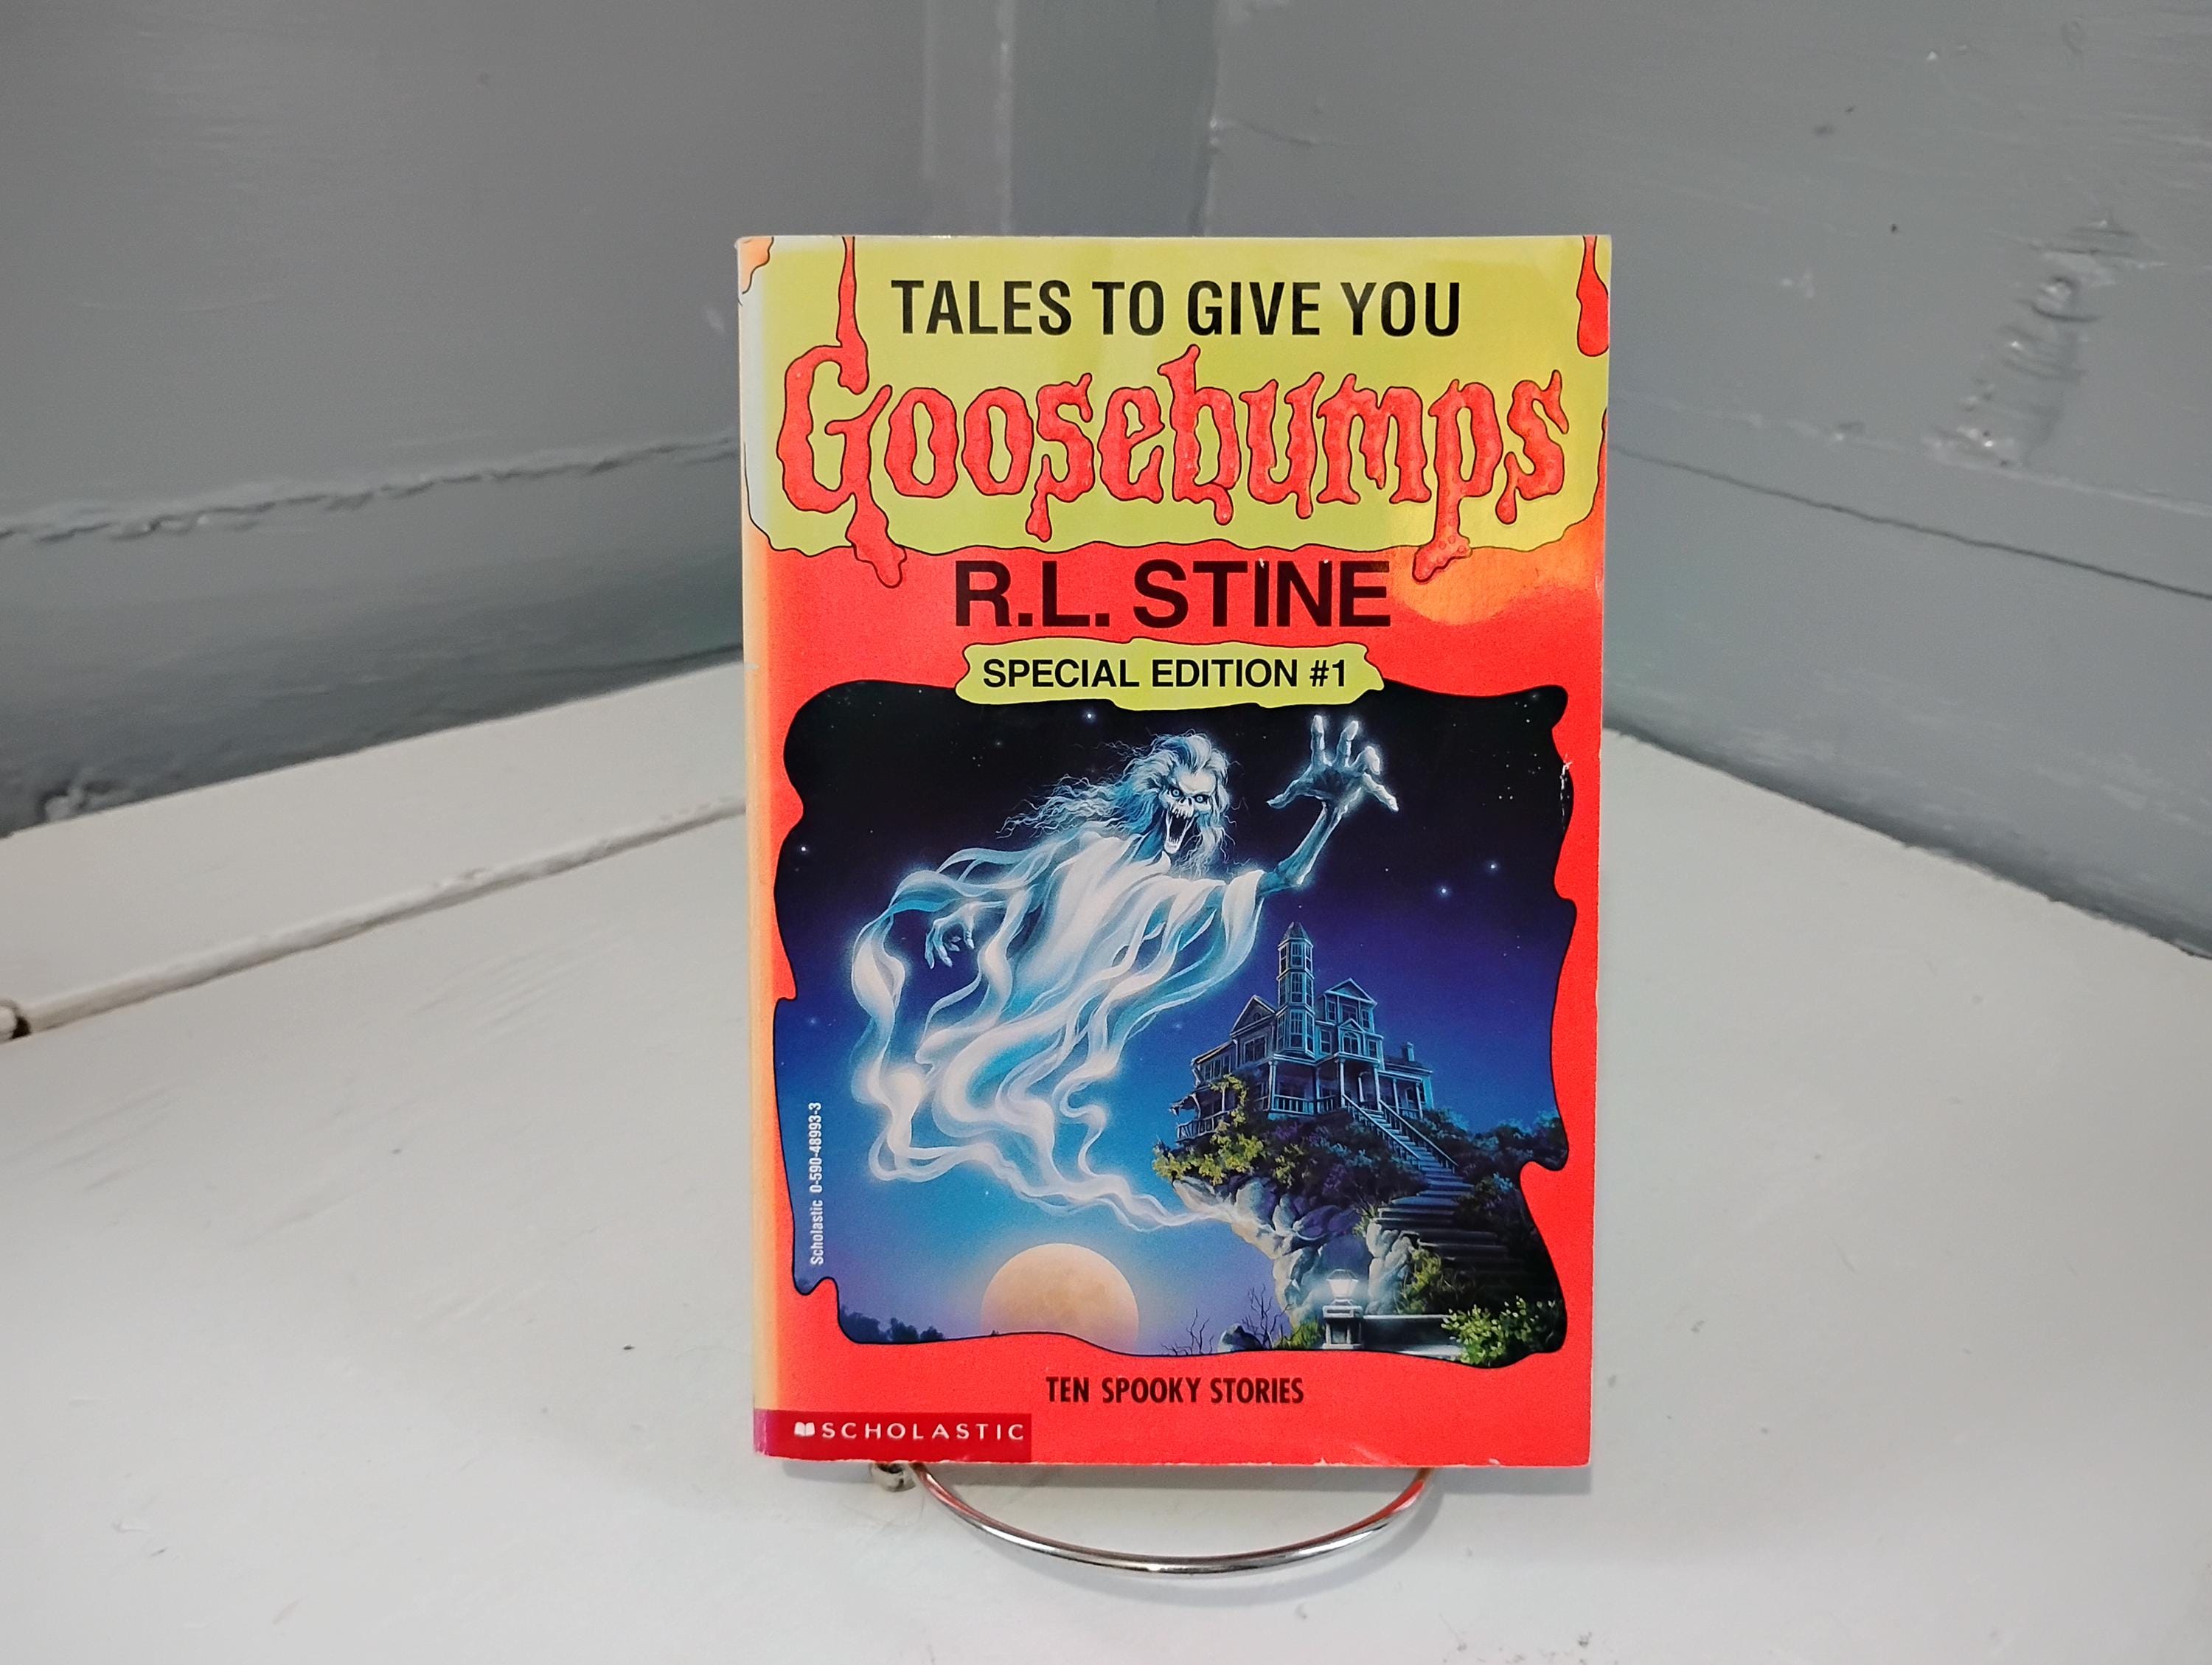 TALES TO GIVE YOU
Goosebumps
R.L. STINE
SPECIAL EDITION #1
Scholastic 0-590-48993-3
TEN SPOOKY STORIES
SCHOLASTIC